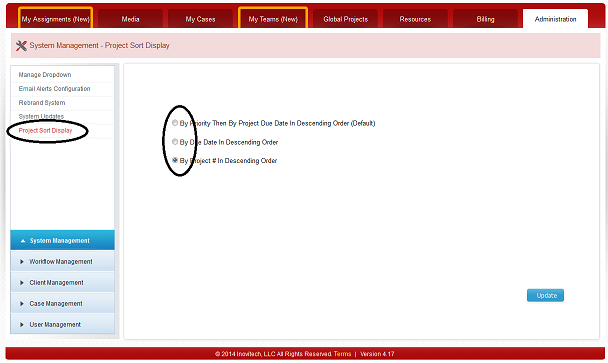 My Assignments (New) Media My Cases My Teams (New) Global Projects Resources Billing Administration
System Management - Project Sort Display
Manage Dropdown
Email Alerts Configuration
Rebrand System
System Updates
Project Sort Display
By Priority Then By Project Due Date In Descending Order (Default)
By Due Date In Descending Order
By Project # In Descending Order
System Management
Workflow Management
Client Management
Case Management
User Management
Update
© 2014 Inovitech, LLC All Rights Reserved. Terms | Version 4.17